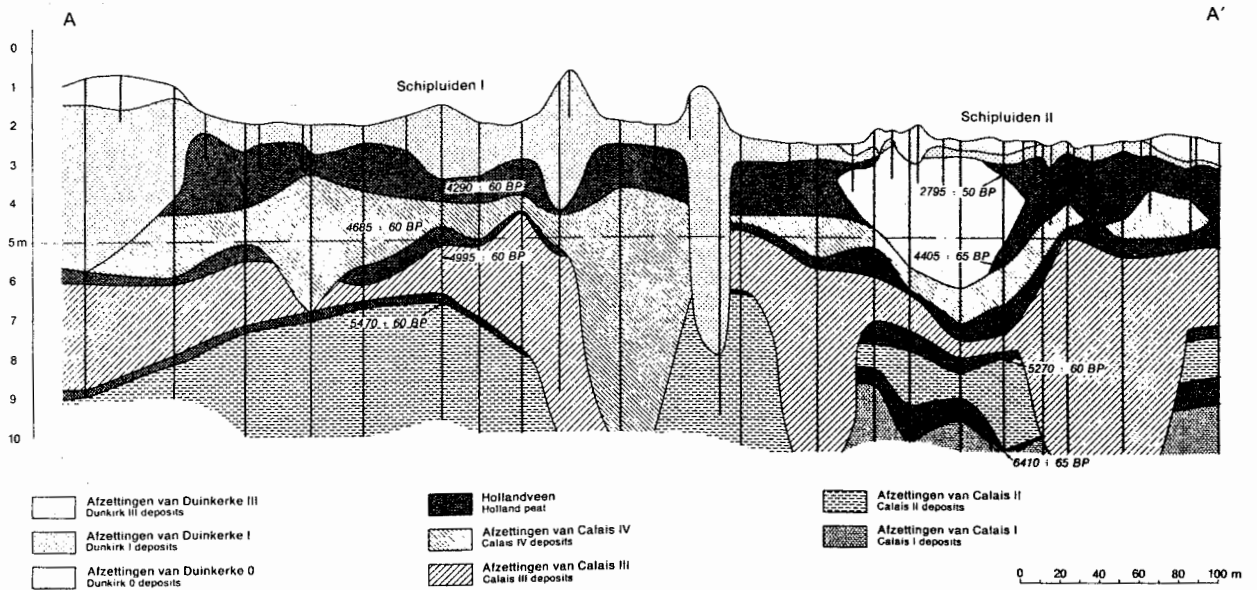 A
A′
0
1
2
3
4
5m
6
7
8
9
10
Schipluiden I
Schipluiden II
4290 ± 60 BP
2795 ± 50 BP
4685 ± 60 BP
4995 ± 60 BP
4405 ± 65 BP
5470 ± 60 BP
5270 ± 60 BP
6410 ± 65 BP
Afzettingen van Duinkerke III
Dunkirk III deposits
Afzettingen van Duinkerke I
Dunkirk I deposits
Afzettingen van Duinkerke 0
Dunkirk 0 deposits
Hollandveen
Holland peat
Afzettingen van Calais IV
Calais IV deposits
Afzettingen van Calais III
Calais III deposits
Afzettingen van Calais II
Calais II deposits
Afzettingen van Calais I
Calais I deposits
0 20 40 60 80 100 m